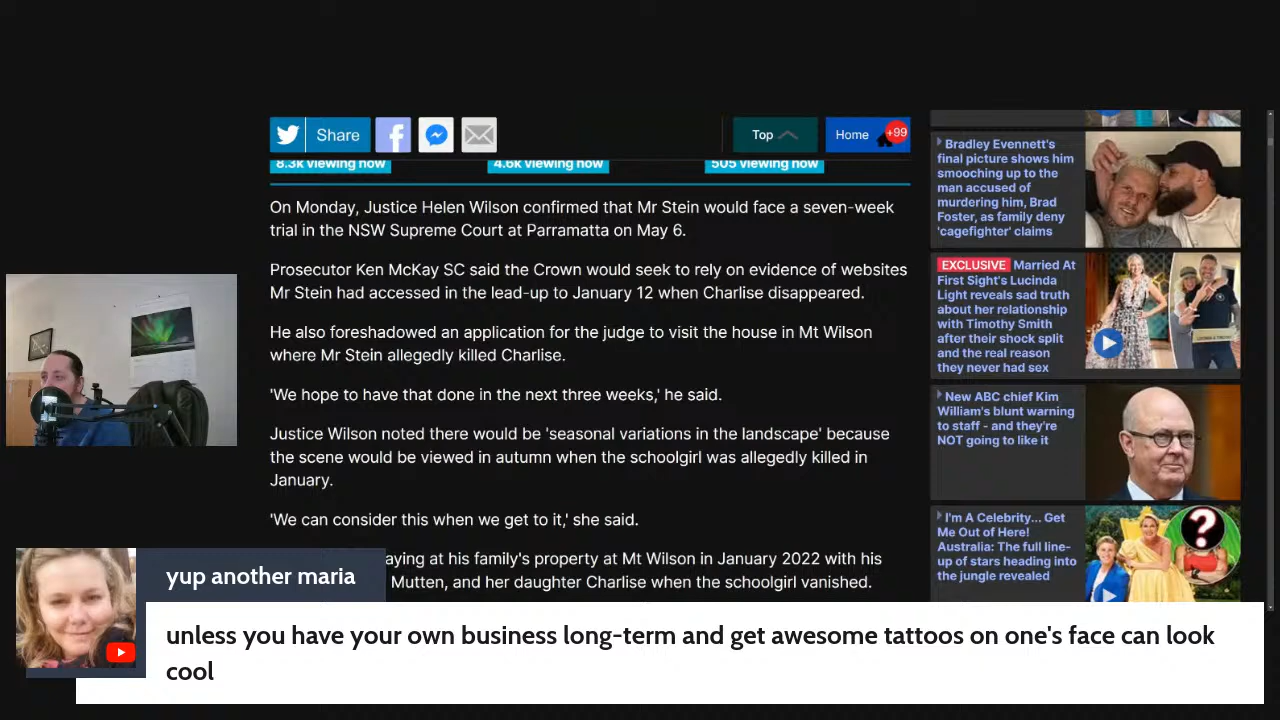 Share
Top
Home
+99
8.3k viewing now
4.6k viewing now
505 viewing now
On Monday, Justice Helen Wilson confirmed that Mr Stein would face a seven-week
trial in the NSW Supreme Court at Parramatta on May 6.
Prosecutor Ken McKay SC said the Crown would seek to rely on evidence of websites
Mr Stein had accessed in the lead-up to January 12 when Charlise disappeared.
He also foreshadowed an application for the judge to visit the house in Mt Wilson
where Mr Stein allegedly killed Charlise.
'We hope to have that done in the next three weeks,' he said.
Justice Wilson noted there would be 'seasonal variations in the landscape' because
the scene would be viewed in autumn when the schoolgirl was allegedly killed in
January.
'We can consider this when we get to it,' she said.
aying at his family's property at Mt Wilson in January 2022 with his
Mutten, and her daughter Charlise when the schoolgirl vanished.
Bradley Evennett's
final picture shows him
smooching up to the
man accused of
murdering him, Brad
Foster, as family deny
'cagefighter' claims
EXCLUSIVE Married At
First Sight's Lucinda
Light reveals sad truth
about her relationship
with Timothy Smith
after their shock split
and the real reason
they never had sex
New ABC chief Kim
William's blunt warning
to staff - and they're
NOT going to like it
I'm A Celebrity... Get
Me Out of Here!
Australia: The full line-
up of stars heading into
the jungle revealed
?
yup another maria
unless you have your own business long-term and get awesome tattoos on one's face can look
cool